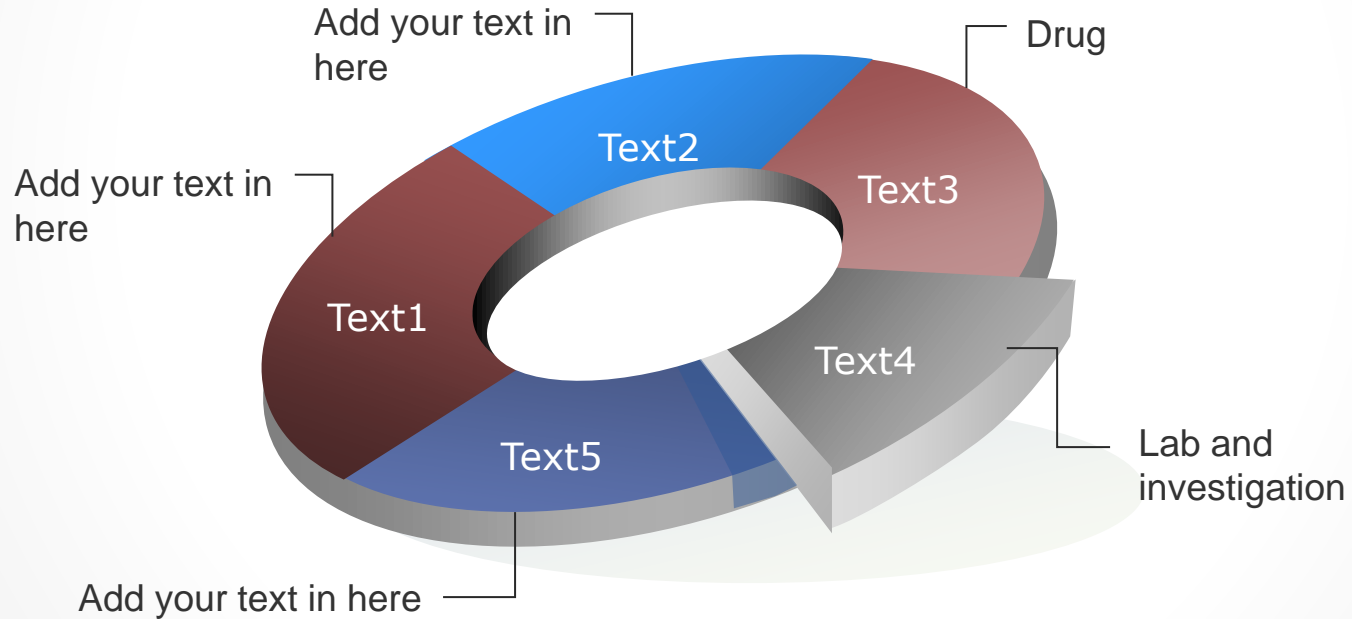 Add your text in
here
Drug
Text2
Add your text in
here
Text3
Text1
Text4
Lab and
investigation
Text5
Add your text in here